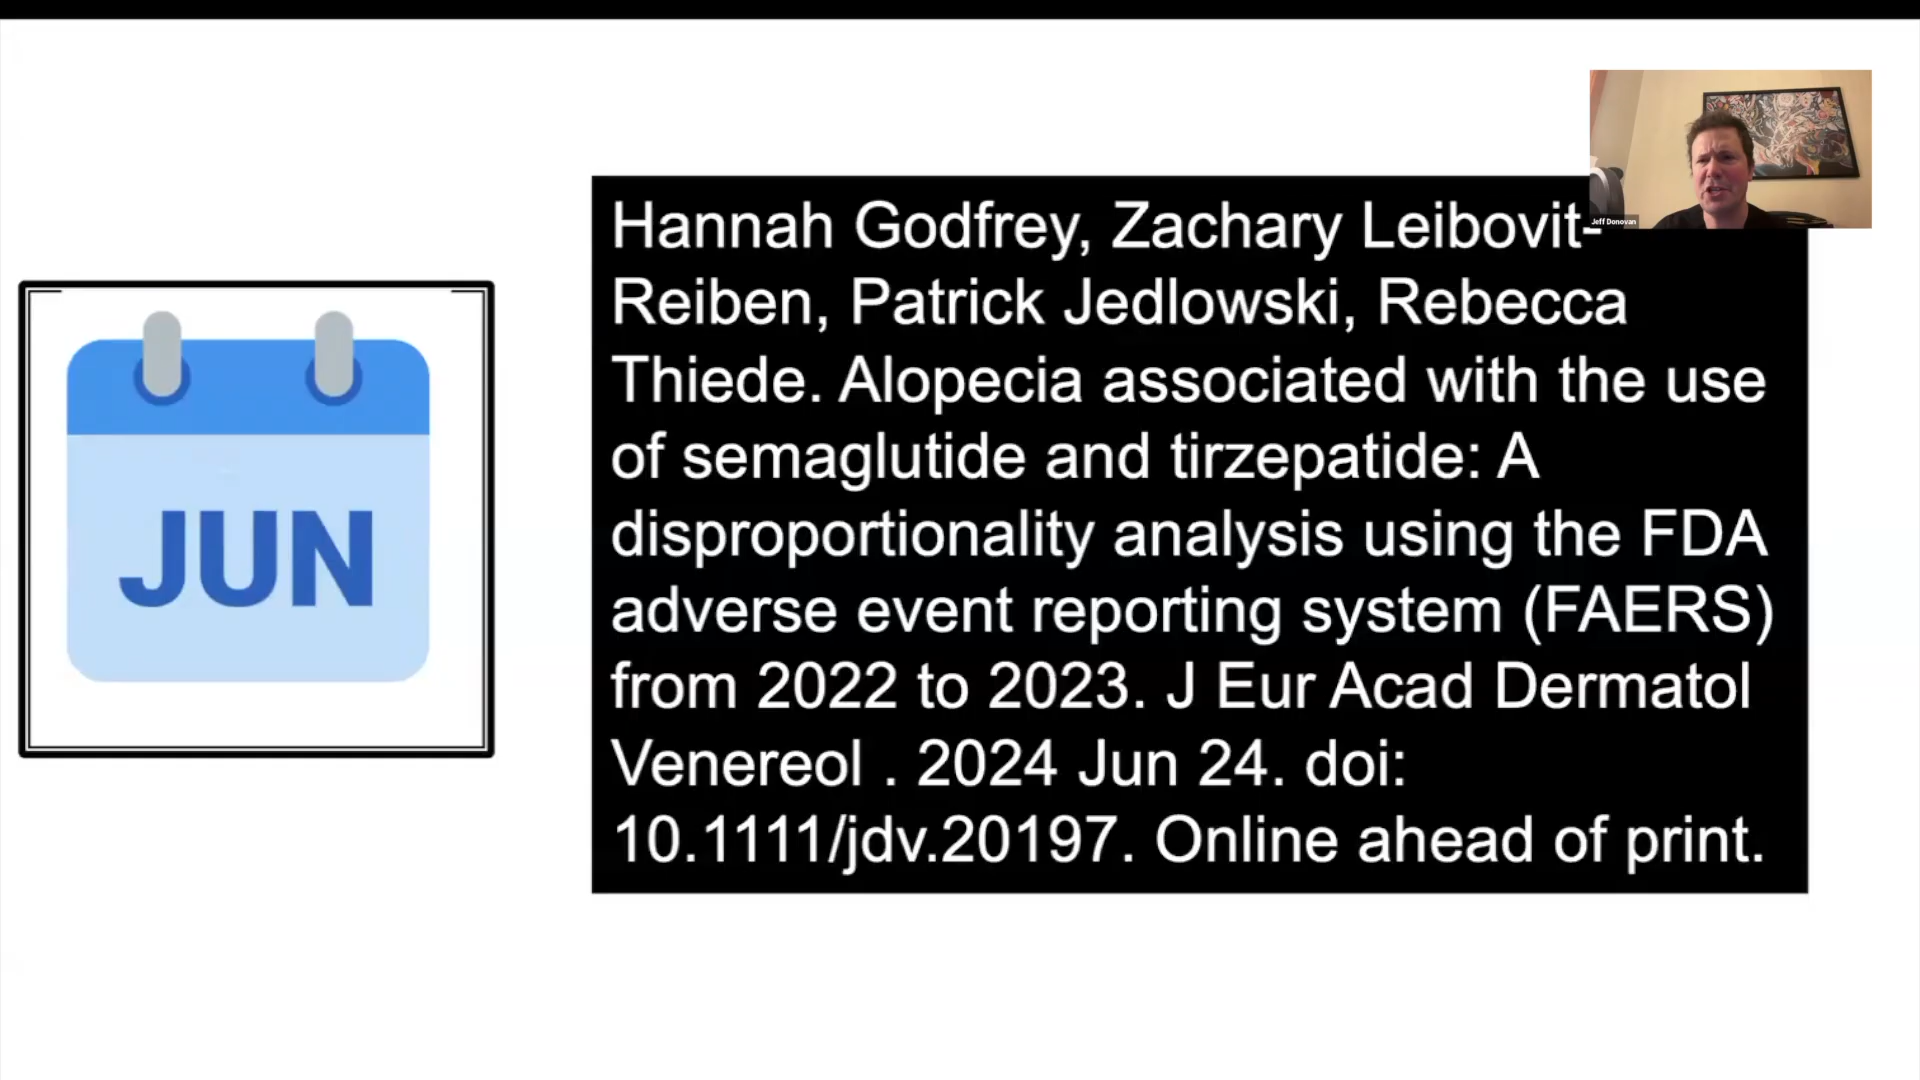 Jeff Donovan
Hannah Godfrey, Zachary Leibovit-
Reiben, Patrick Jedlowski, Rebecca
Thiede. Alopecia associated with the use
of semaglutide and tirzepatide: A
disproportionality analysis using the FDA
adverse event reporting system (FAERS)
from 2022 to 2023. J Eur Acad Dermatol
Venereol . 2024 Jun 24. doi:
10.1111/jdv.20197. Online ahead of print.
JUN